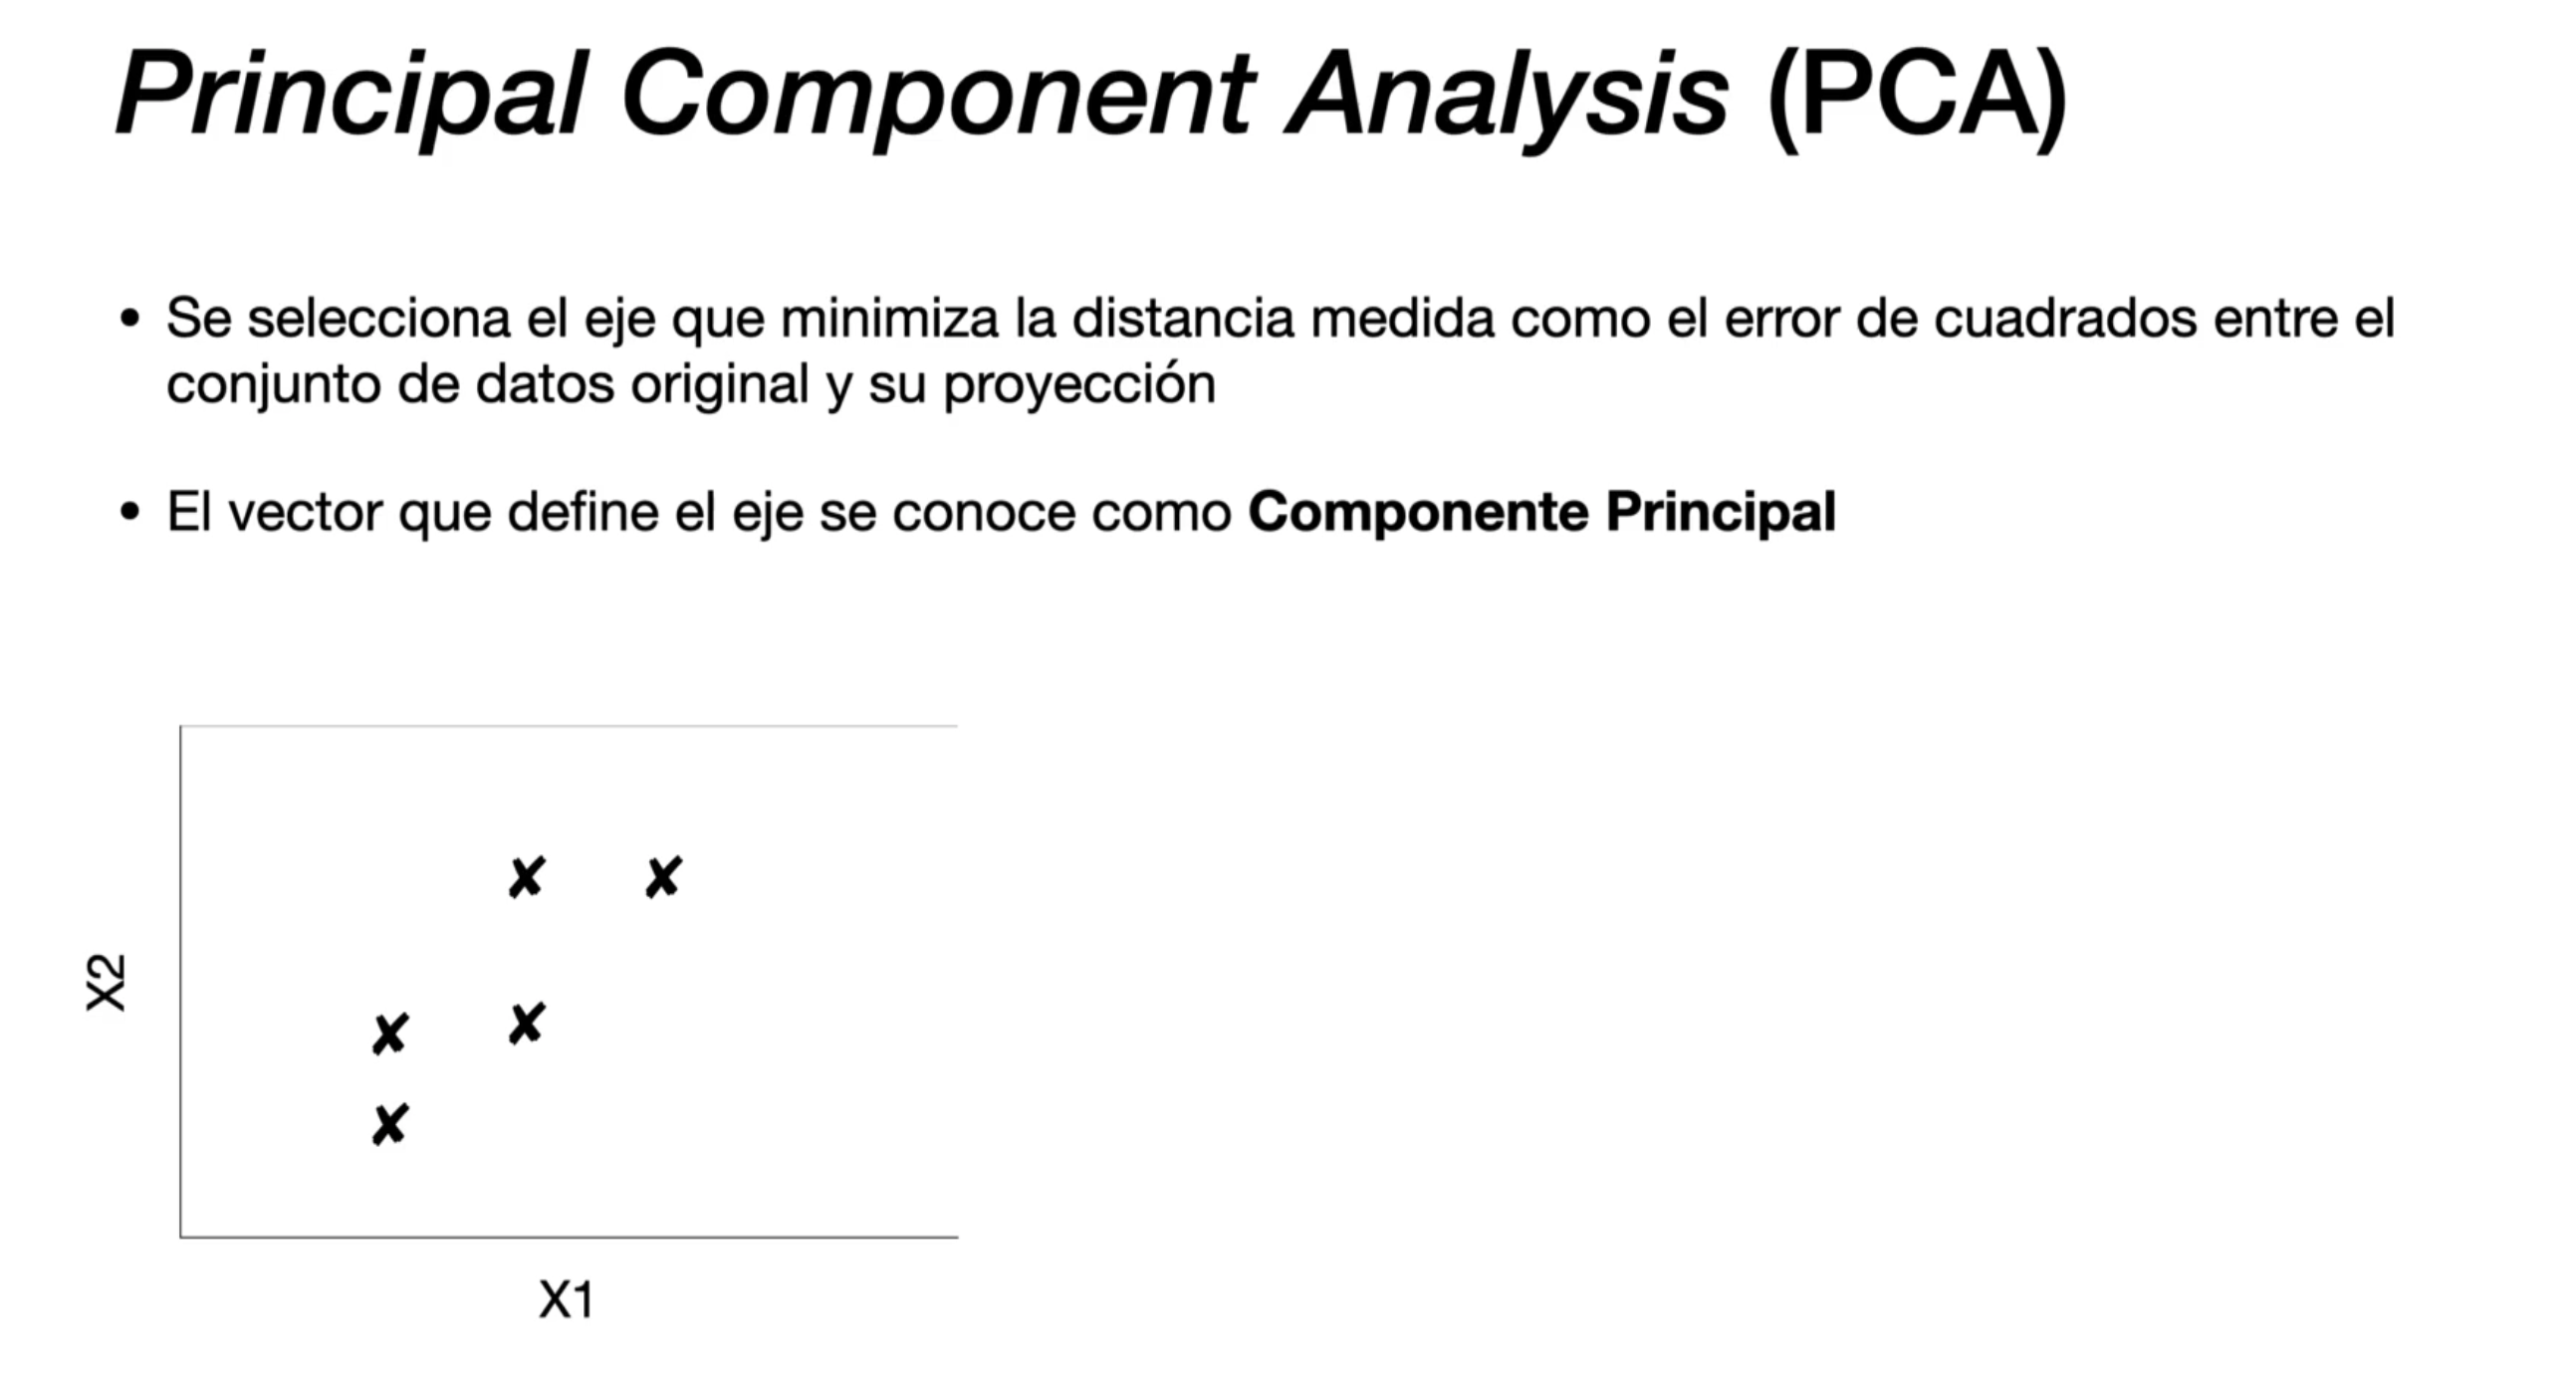 Principal Component Analysis (PCA)
• Se selecciona el eje que minimiza la distancia medida como el error de cuadrados entre el
conjunto de datos original y su proyección
• El vector que define el eje se conoce como Componente Principal
X2
X1